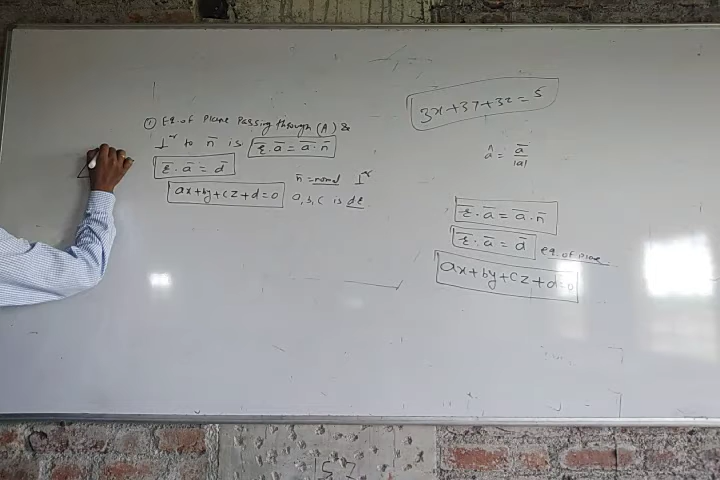 ① Eq. of Plane Passing through (A) &
⊥ʳ to n̅ is r̅ · a̅ = a̅ · n̅
r̅ · a̅ = d̅
ax + by + cz + d = 0
n̅ = normal ⊥ʳ
a, b, c is dr
3x + 3y + 3z = 5
â = a̅ / |a|
r̅ · a̅ = a̅ · n̅
r̅ · a̅ = d̅ eq. of Plane
ax + by + cz + d = 0